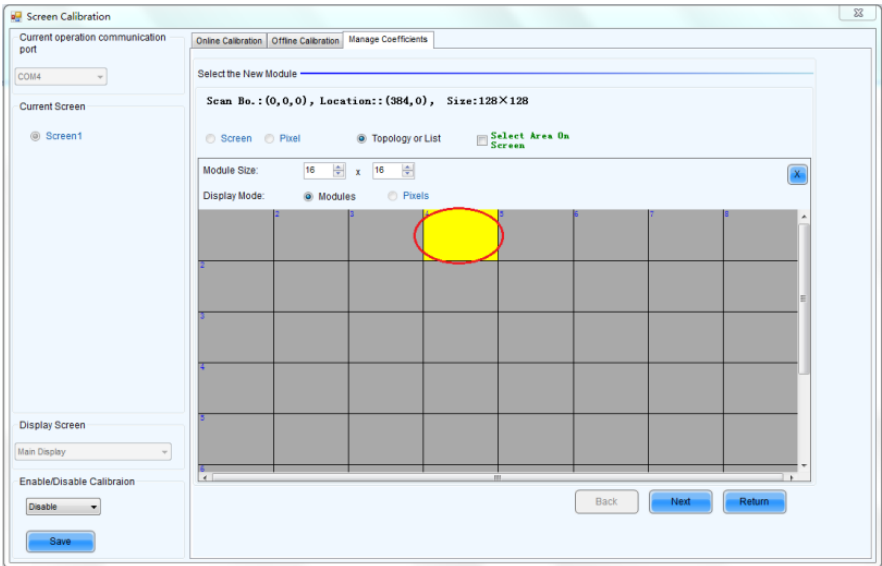 Screen Calibration
Current operation communication
port
COM4
Current Screen
Screen1
Display Screen
Main Display
Enable/Disable Calibraion
Disable
Save
Online Calibration
Offline Calibration
Manage Coefficients
Select the New Module
Scan Bo.:(0,0,0), Location::(384,0), Size:128×128
Screen
Pixel
Topology or List
Select Area On
Screen
Module Size:
16
x
16
X
Display Mode:
Modules
Pixels
2
3
4
5
6
7
8
2
3
4
5
6
Back
Next
Return